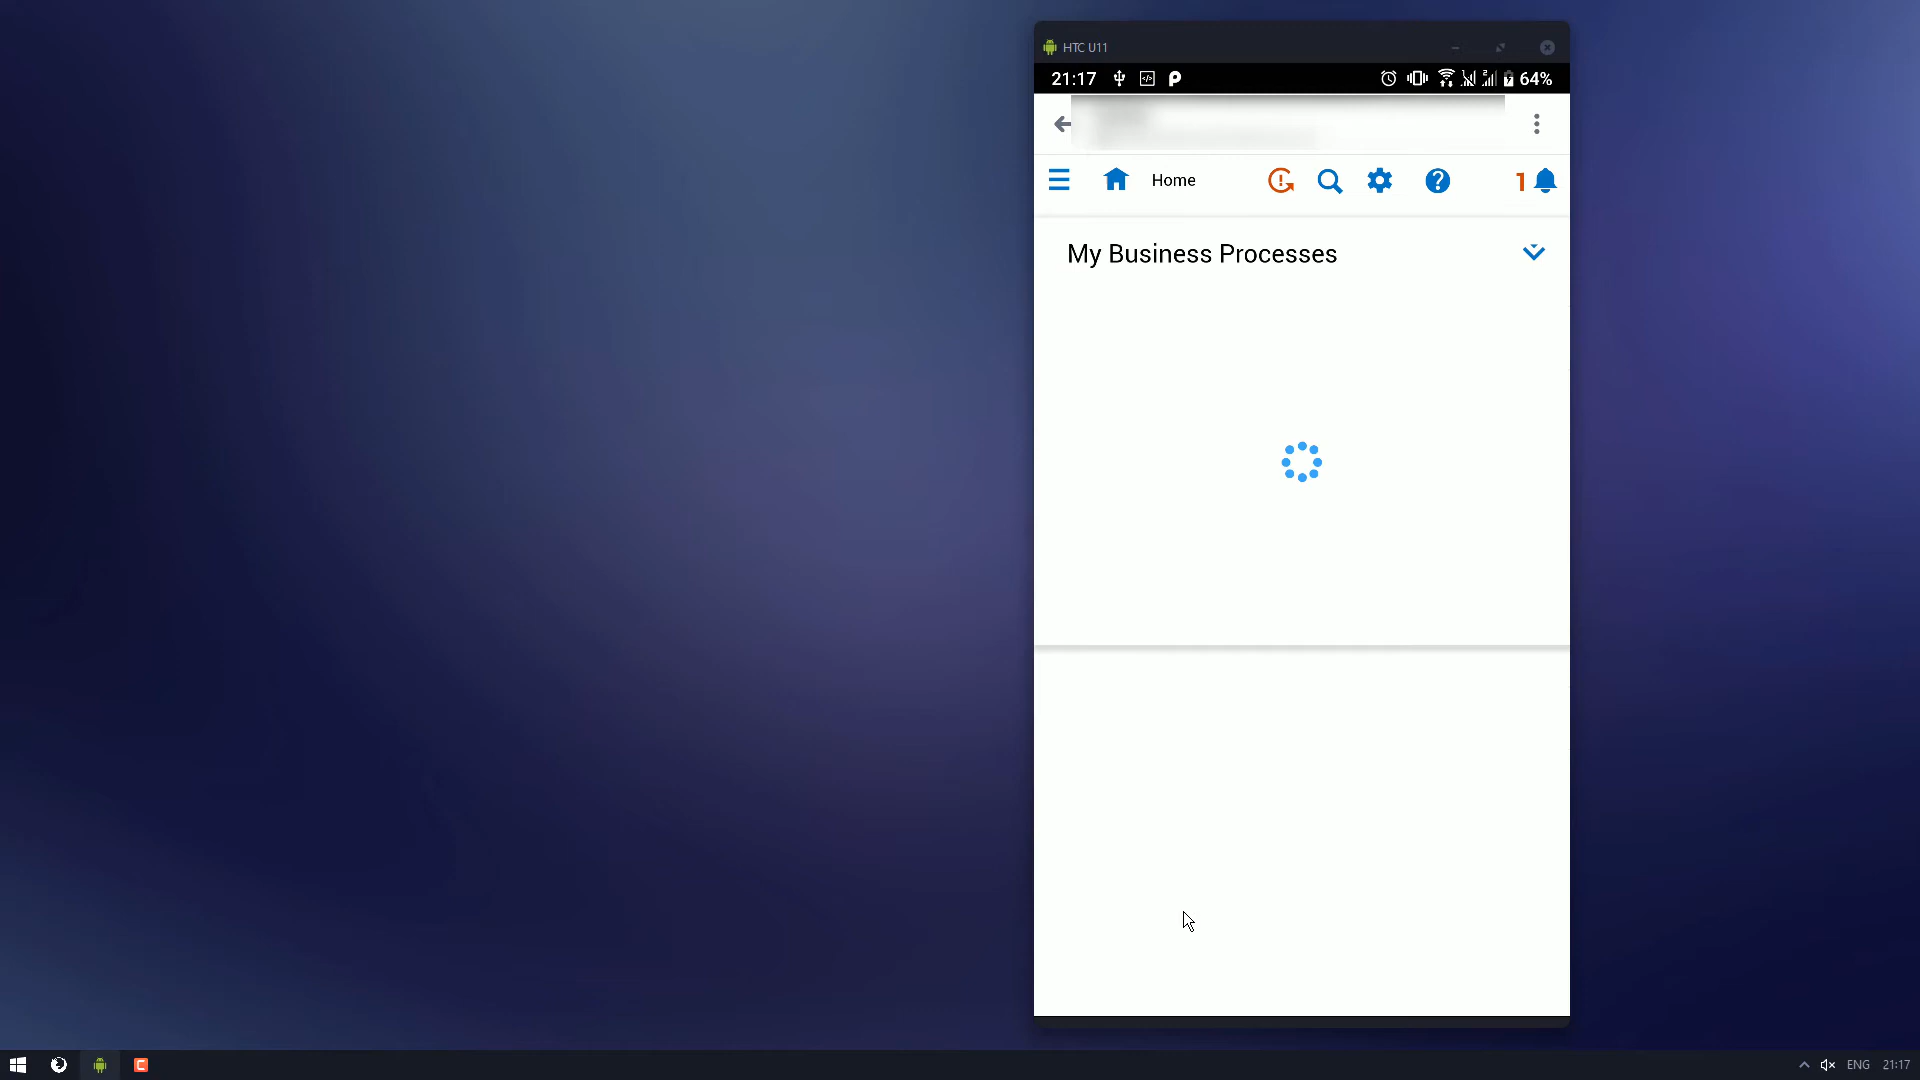 HTC U11
21:17
64%
Home
1
My Business Processes
ENG 21:17